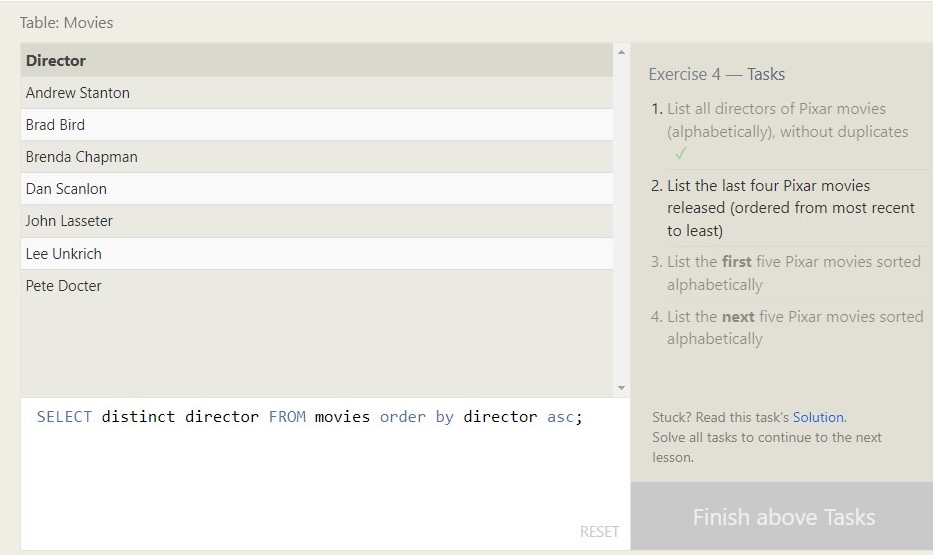 Table: Movies
Director
Andrew Stanton
Brad Bird
Brenda Chapman
Dan Scanlon
John Lasseter
Lee Unkrich
Pete Docter
SELECT distinct director FROM movies order by director asc;
RESET
Exercise 4 — Tasks
1. List all directors of Pixar movies
(alphabetically), without duplicates
✓
2. List the last four Pixar movies
released (ordered from most recent
to least)
3. List the first five Pixar movies sorted
alphabetically
4. List the next five Pixar movies sorted
alphabetically
Stuck? Read this task's Solution.
Solve all tasks to continue to the next
lesson.
Finish above Tasks